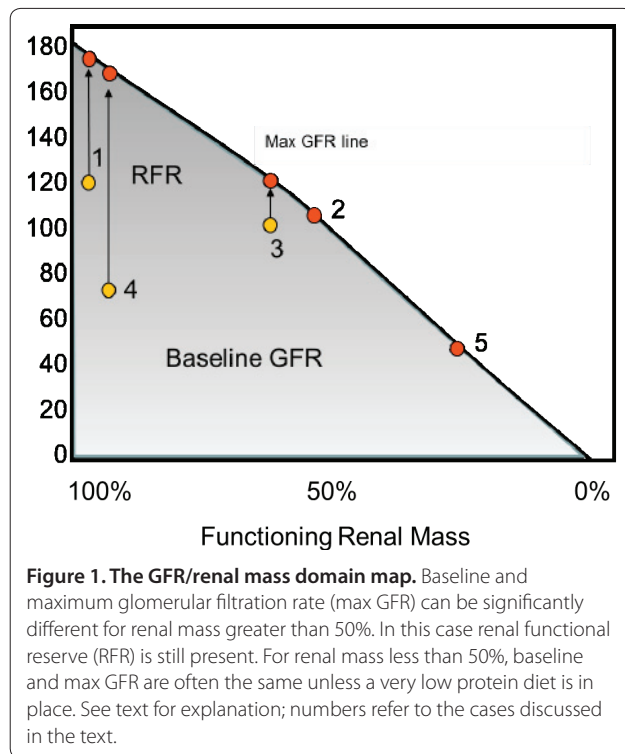 180
160
140
120
100
80
60
40
20
0
Max GFR line
1
RFR
2
3
4
Baseline GFR
5
100%
50%
0%
Functioning Renal Mass
Figure 1. The GFR/renal mass domain map. Baseline and
maximum glomerular filtration rate (max GFR) can be significantly
different for renal mass greater than 50%. In this case renal functional
reserve (RFR) is still present. For renal mass less than 50%, baseline
and max GFR are often the same unless a very low protein diet is in
place. See text for explanation; numbers refer to the cases discussed
in the text.